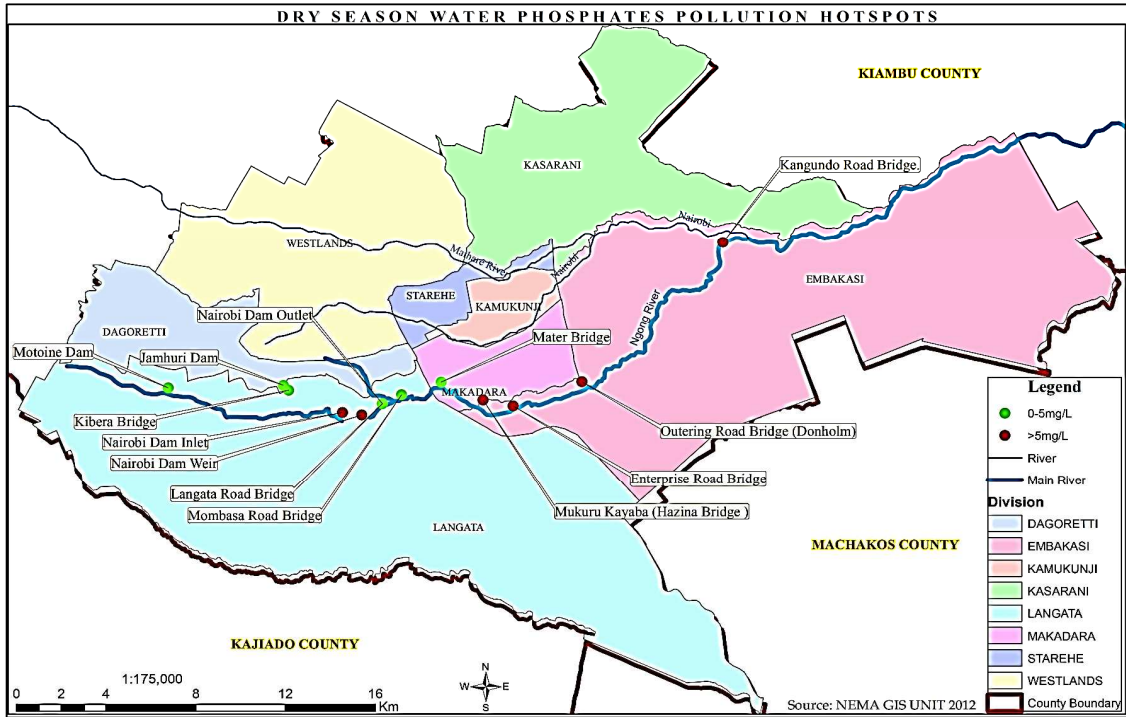 DRY SEASON WATER PHOSPHATES POLLUTION HOTSPOTS
KIAMBU COUNTY
KASARANI
Kangundo Road Bridge.
Nairobi
WESTLANDS
Mathare River
Nairobi
EMBAKASI
STAREHE
KAMUKUNJI
Nairobi Dam Outlet
Ngong River
DAGORETTI
Mater Bridge
Motoine Dam
Jamhuri Dam
MAKADARA
Kibera Bridge
Outering Road Bridge (Donholm)
Nairobi Dam Inlet
Nairobi Dam Weir
Enterprise Road Bridge
Langata Road Bridge
Mukuru Kayaba (Hazina Bridge )
Mombasa Road Bridge
LANGATA
MACHAKOS COUNTY
KAJIADO COUNTY
Legend
0-5mg/L
>5mg/L
River
Main River
Division
DAGORETTI
EMBAKASI
KAMUKUNJI
KASARANI
LANGATA
MAKADARA
STAREHE
WESTLANDS
County Boundary
1:175,000
0 2 4 8 12 16
Km
N
W E
S
Source: NEMA GIS UNIT 2012